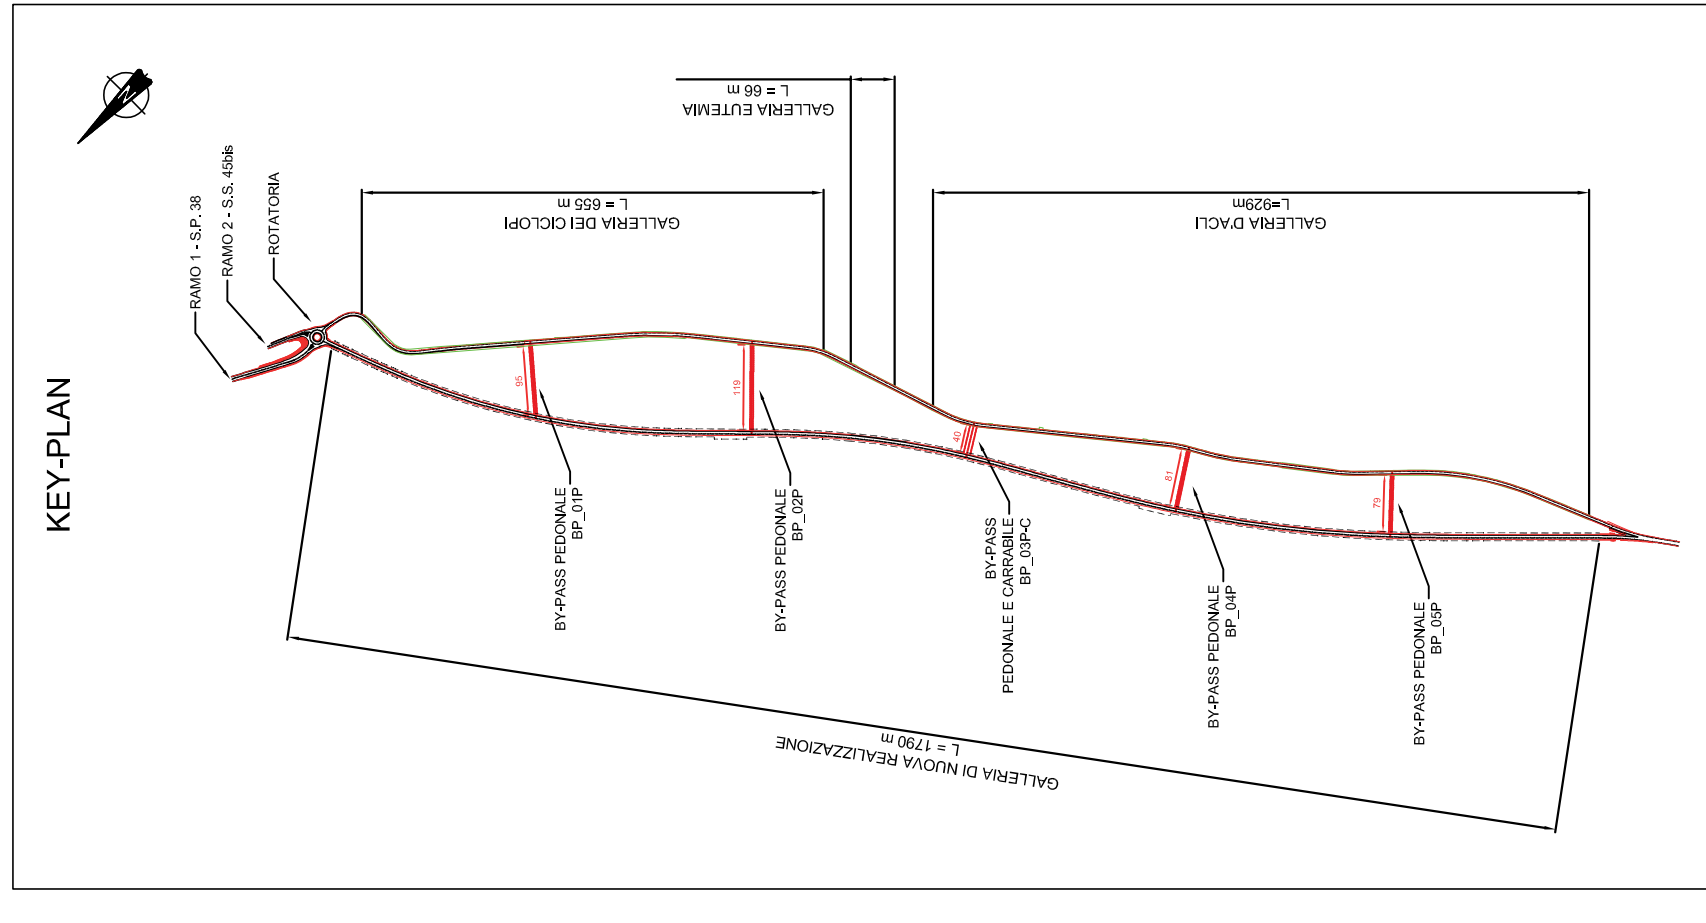 KEY-PLAN
N
RAMO 1 - S.P. 38
RAMO 2 - S.S. 45bis
ROTATORIA
GALLERIA DEI CICLOPI
L = 655 m
GALLERIA EUTEMIA
L = 66 m
GALLERIA D'ACLI
L=929m
95
119
40
81
79
BY-PASS PEDONALE
BP_01P
BY-PASS PEDONALE
BP_02P
BY-PASS
PEDONALE E CARRABILE
BP_03P-C
BY-PASS PEDONALE
BP_04P
BY-PASS PEDONALE
BP_05P
GALLERIA DI NUOVA REALIZZAZIONE
L = 1790 m